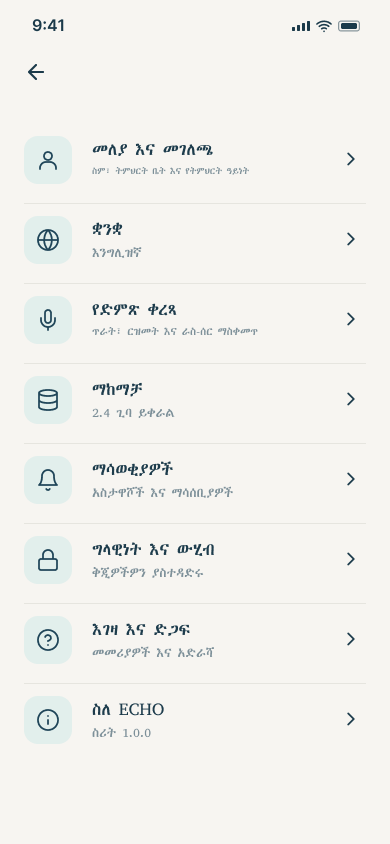 9:41
መለያ እና መገለጫ
ስም፣ ትምህርት ቤት እና የትምህርት ዓይነት
ቋንቋ
እንግሊዝኛ
የድምጽ ቀረጻ
ጥራት፣ ርዝመት እና ራስ-ሰር ማስቀመጥ
ማከማቻ
2.4 ጊባ ይቀራል
ማሳወቂያዎች
አስታዋሾች እና ማሳሰቢያዎች
ግላዊነት እና ውሂብ
ቅጂዎችዎን ያስተዳድሩ
እገዛ እና ድጋፍ
መመሪያዎች እና አድራሻ
ስለ ECHO
ስሪት 1.0.0